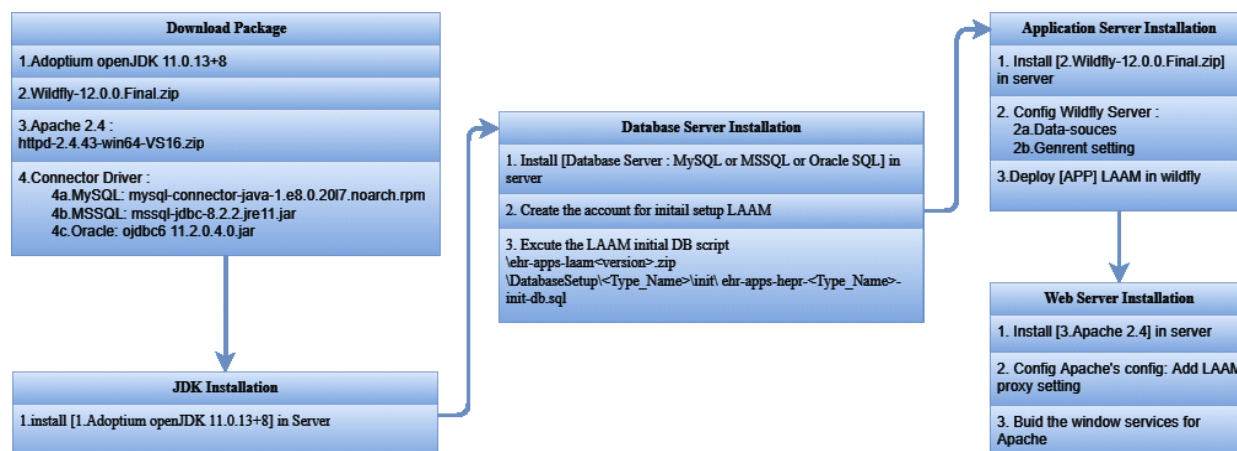 Download Package
1.Adoptium openJDK 11.0.13+8
2.Wildfly-12.0.0.Final.zip
3.Apache 2.4 :
httpd-2.4.43-win64-VS16.zip
4.Connector Driver :
4a.MySQL: mysql-connector-java-1.e8.0.20l7.noarch.rpm
4b.MSSQL: mssql-jdbc-8.2.2.jre11.jar
4c.Oracle: ojdbc6 11.2.0.4.0.jar
JDK Installation
1.install [1.Adoptium openJDK 11.0.13+8] in Server
Database Server Installation
1. Install [Database Server : MySQL or MSSQL or Oracle SQL] in
server
2. Create the account for initail setup LAAM
3. Excute the LAAM initial DB script
\ehr-apps-laam<version>.zip
\DatabaseSetup\<Type_Name>\init\ ehr-apps-hepr-<Type_Name>-
init-db.sql
Application Server Installation
1. Install [2.Wildfly-12.0.0.Final.zip]
in server
2. Config Wildfly Server :
2a.Data-souces
2b.Genrent setting
3.Deploy [APP] LAAM in wildfly
Web Server Installation
1. Install [3.Apache 2.4] in server
2. Config Apache's config: Add LAAM
proxy setting
3. Buid the window services for
Apache